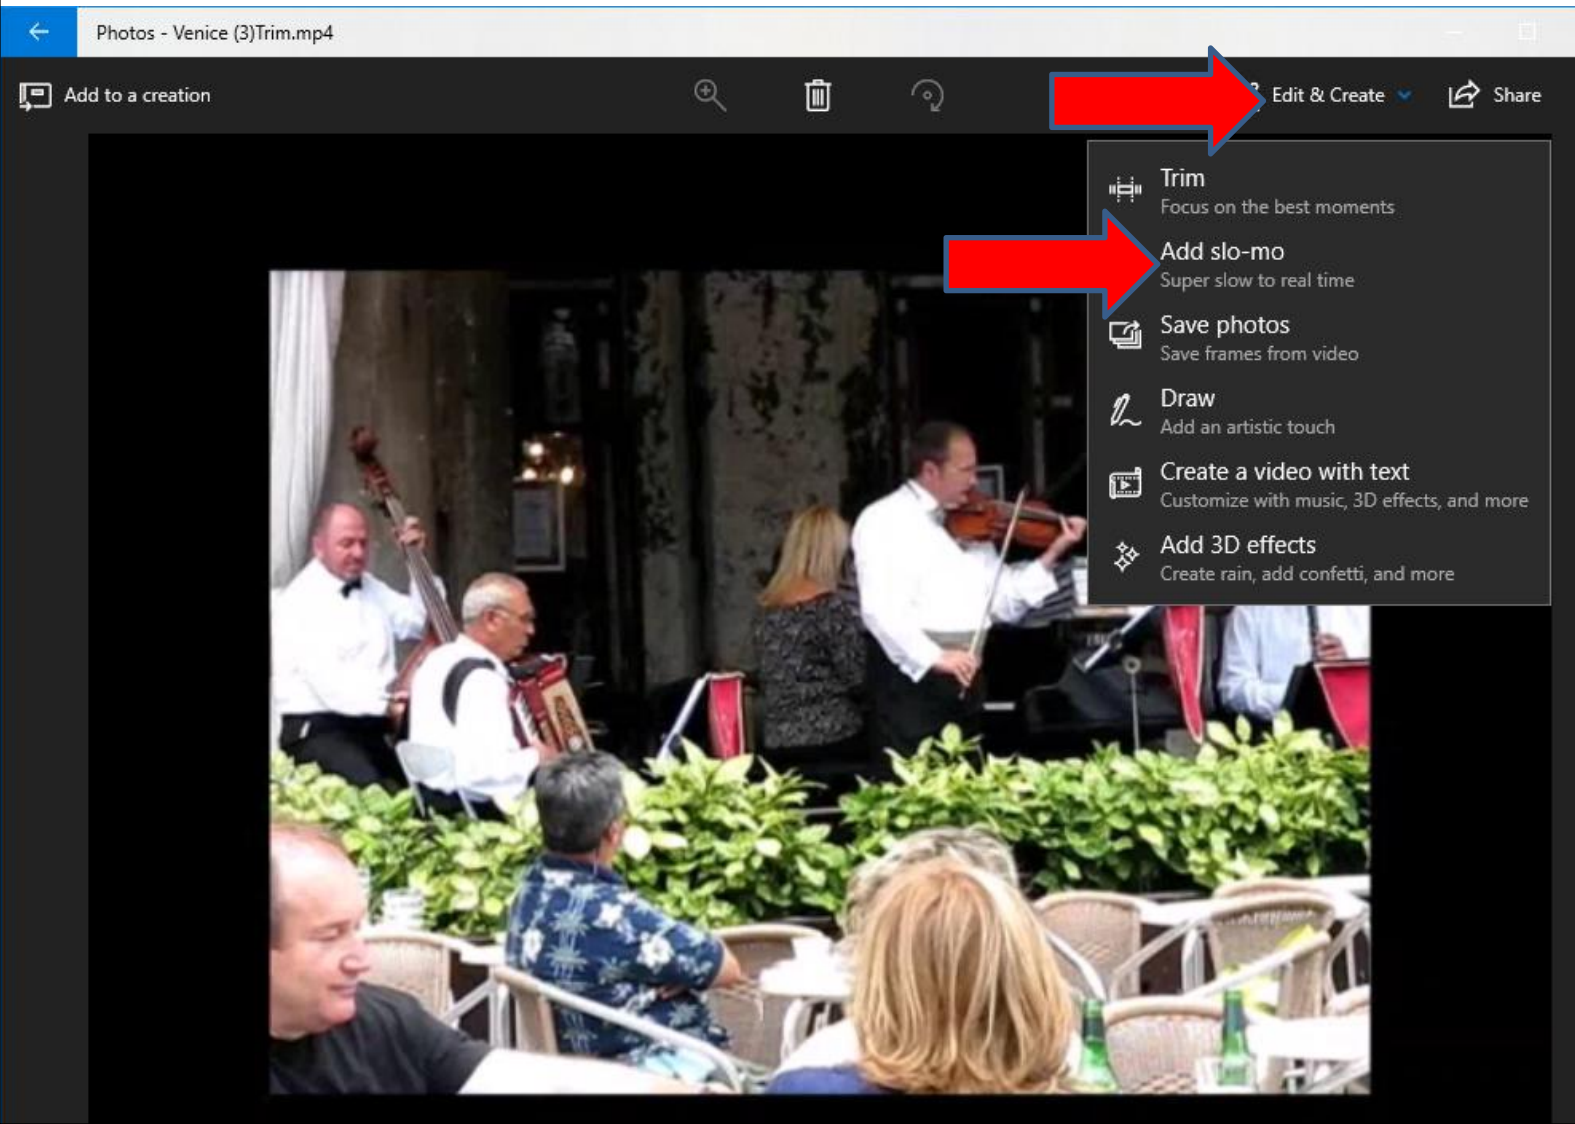 Photos - Venice (3)Trim.mp4
Add to a creation
Edit & Create
Share
Trim
Focus on the best moments
Add slo-mo
Super slow to real time
Save photos
Save frames from video
Draw
Add an artistic touch
Create a video with text
Customize with music, 3D effects, and more
Add 3D effects
Create rain, add confetti, and more